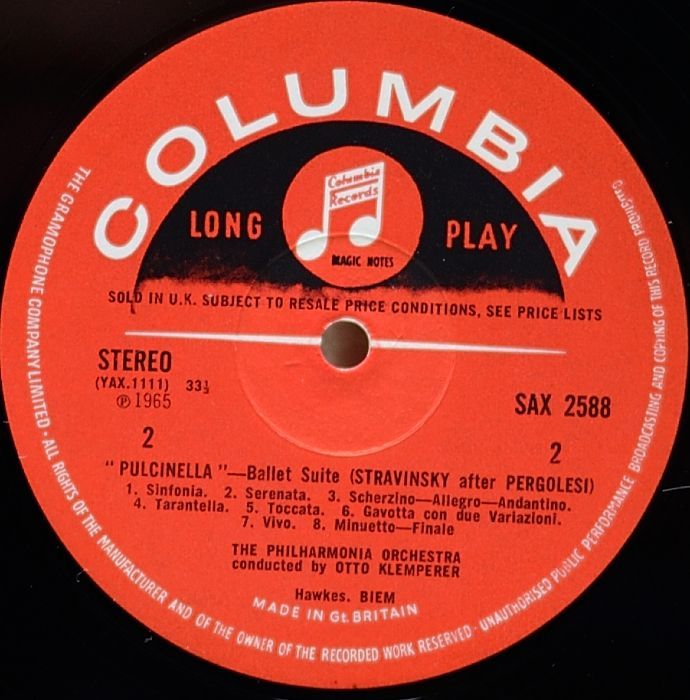 COLUMBIA
Columbia
Records
LONG PLAY
MAGIC NOTES
SOLD IN U.K. SUBJECT TO RESALE PRICE CONDITIONS, SEE PRICE LISTS
STEREO
(YAX.1111) 33⅓
℗ 1965
SAX 2588
2
2
"PULCINELLA"—Ballet Suite (STRAVINSKY after PERGOLESI)
1. Sinfonia. 2. Serenata. 3. Scherzino—Allegro—Andantino.
4. Tarantella. 5. Toccata. 6. Gavotta con due Variazioni.
7. Vivo. 8. Minuetto—Finale
THE PHILHARMONIA ORCHESTRA
conducted by OTTO KLEMPERER
Hawkes. BIEM
MADE IN Gt. BRITAIN
THE GRAMOPHONE COMPANY LIMITED · ALL RIGHTS OF THE MANUFACTURER AND OF THE OWNER OF THE RECORDED WORK RESERVED · UNAUTHORISED PUBLIC PERFORMANCE BROADCASTING AND COPYING OF THIS RECORD PROHIBITED